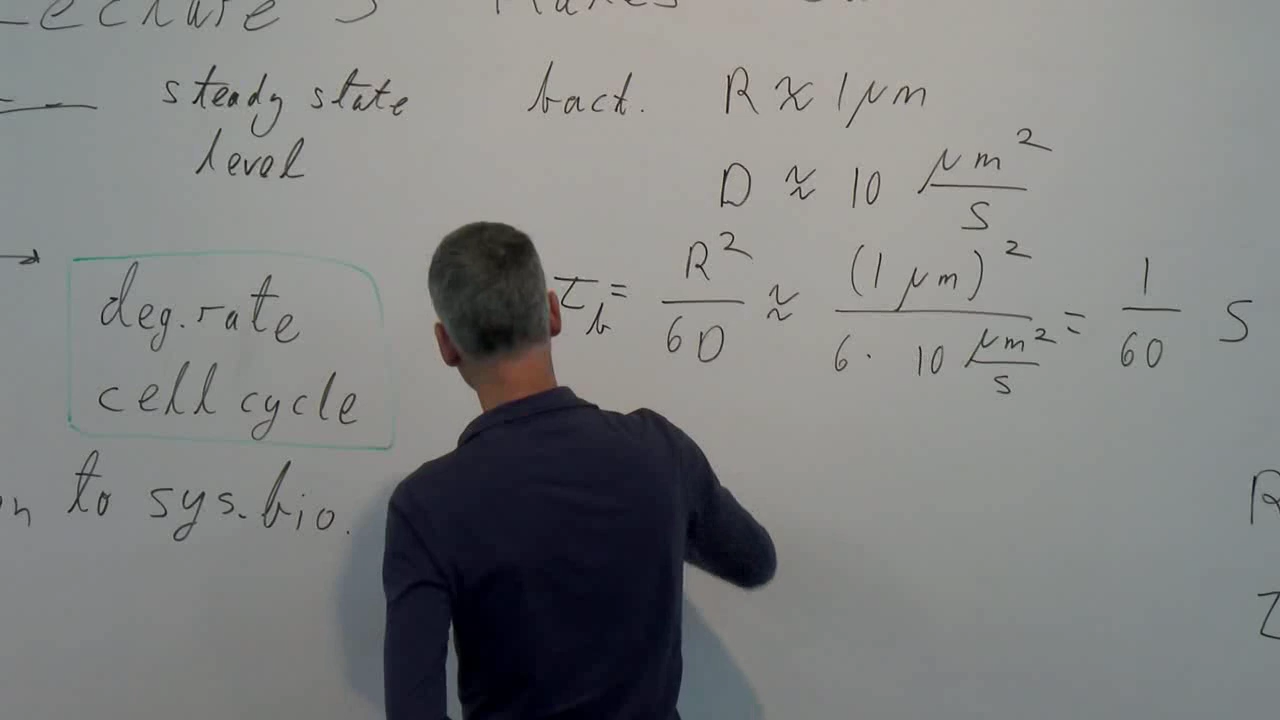 Lecture 3
steady state
level
deg. rate
cell cycle
to sys. bio.
bact. R ≈ 1 μm
D ≈ 10 μm²/s
τ_b = R²/6D ≈ (1 μm)²/(6 · 10 μm²/s) = 1/60 s
R